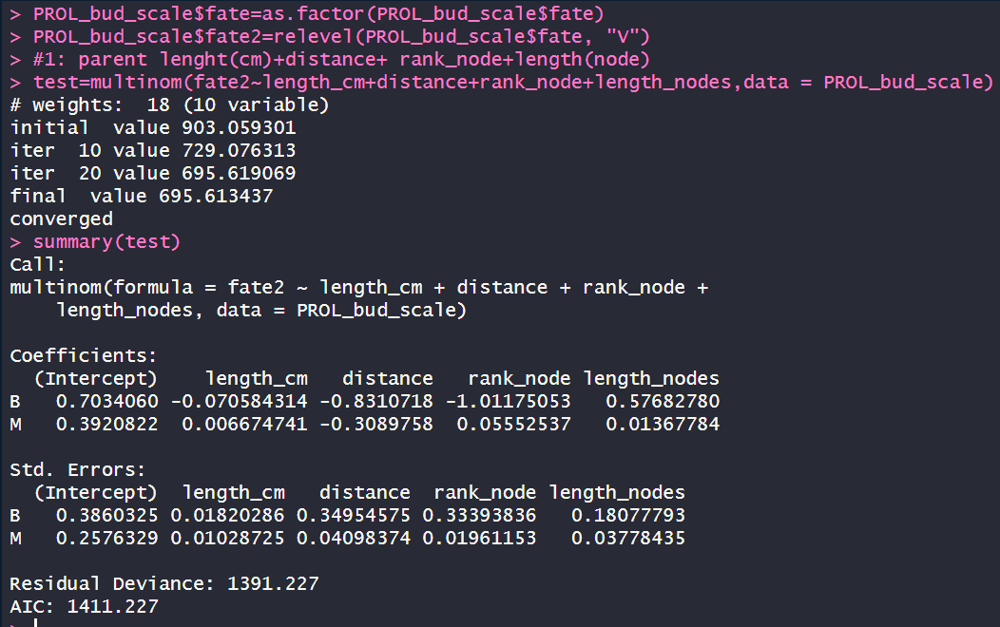 > PROL_bud_scale$fate=as.factor(PROL_bud_scale$fate)
> PROL_bud_scale$fate2=relevel(PROL_bud_scale$fate, "V")
> #1: parent lenght(cm)+distance+ rank_node+length(node)
> test=multinom(fate2~length_cm+distance+rank_node+length_nodes,data = PROL_bud_scale)
# weights:  18 (10 variable)
initial  value 903.059301
iter  10 value 729.076313
iter  20 value 695.619069
final  value 695.613437
converged
> summary(test)
Call:
multinom(formula = fate2 ~ length_cm + distance + rank_node +
    length_nodes, data = PROL_bud_scale)

Coefficients:
  (Intercept)    length_cm   distance   rank_node length_nodes
B   0.7034060 -0.070584314 -0.8310718 -1.01175053   0.57682780
M   0.3920822  0.006674741 -0.3089758  0.05552537   0.01367784

Std. Errors:
  (Intercept)  length_cm   distance  rank_node length_nodes
B   0.3860325 0.01820286 0.34954575 0.33393836   0.18077793
M   0.2576329 0.01028725 0.04098374 0.01961153   0.03778435

Residual Deviance: 1391.227
AIC: 1411.227
>